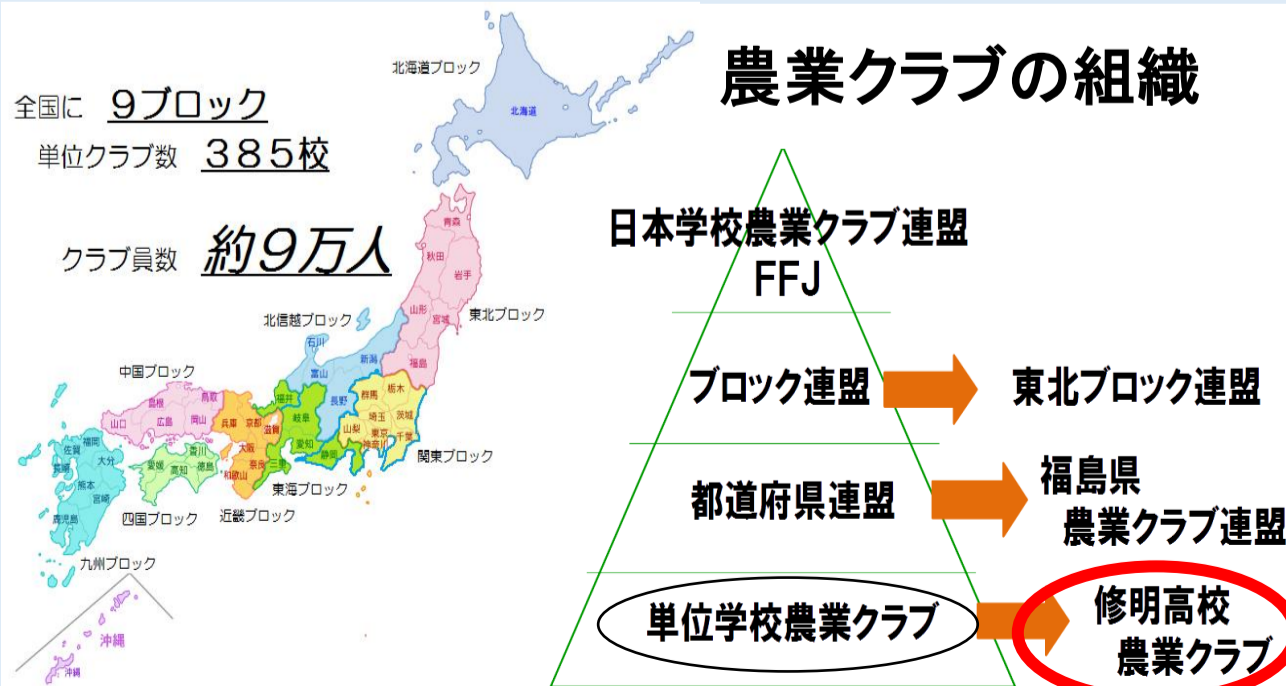 農業クラブの組織
全国に 9ブロック
単位クラブ数 385校
クラブ員数 約9万人
北海道ブロック
北海道
青森
秋田
岩手
山形
宮城
福島
東北ブロック
北信越ブロック
石川
富山
新潟
長野
福井
中国ブロック
鳥取
島根
広島
岡山
山口
兵庫
京都
滋賀
大阪
奈良
和歌山
近畿ブロック
岐阜
愛知
静岡
三重
東海ブロック
群馬
栃木
埼玉
茨城
山梨
東京
神奈川
千葉
関東ブロック
香川
愛媛
高知
徳島
四国ブロック
福岡
佐賀
長崎
大分
熊本
宮崎
鹿児島
九州ブロック
沖縄
沖縄
日本学校農業クラブ連盟
FFJ
ブロック連盟
東北ブロック連盟
都道府県連盟
福島県
農業クラブ連盟
単位学校農業クラブ
修明高校
農業クラブ